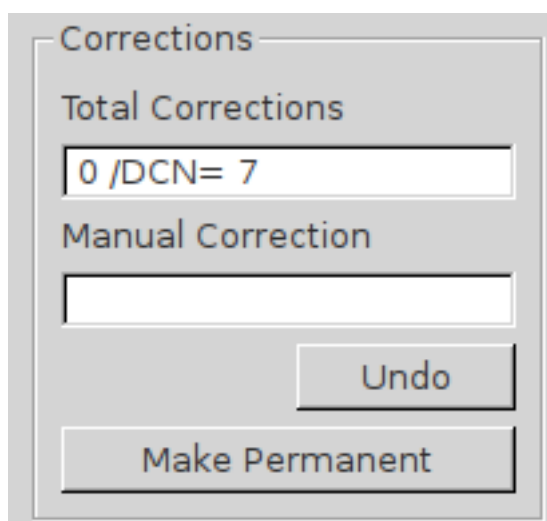 Corrections
Total Corrections
0 /DCN= 7
Manual Correction
Undo
Make Permanent